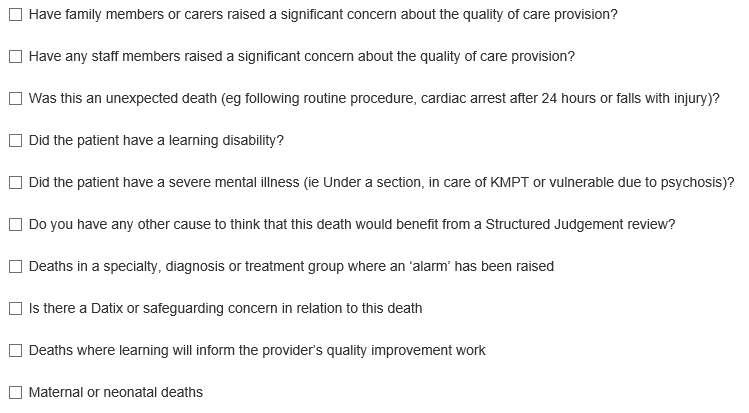 Have family members or carers raised a significant concern about the quality of care provision?
Have any staff members raised a significant concern about the quality of care provision?
Was this an unexpected death (eg following routine procedure, cardiac arrest after 24 hours or falls with injury)?
Did the patient have a learning disability?
Did the patient have a severe mental illness (ie Under a section, in care of KMPT or vulnerable due to psychosis)?
Do you have any other cause to think that this death would benefit from a Structured Judgement review?
Deaths in a specialty, diagnosis or treatment group where an ‘alarm’ has been raised
Is there a Datix or safeguarding concern in relation to this death
Deaths where learning will inform the provider’s quality improvement work
Maternal or neonatal deaths